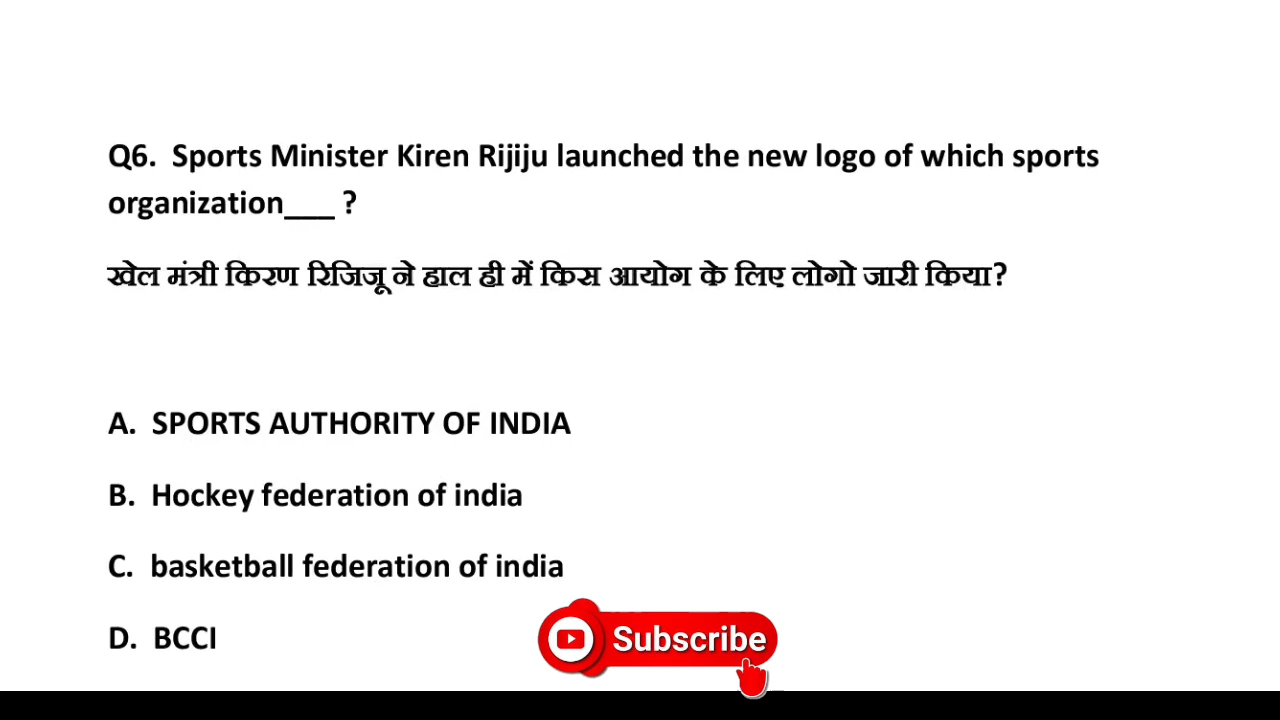 Q6. Sports Minister Kiren Rijiju launched the new logo of which sports
organization___ ?
खेल मंत्री किरण रिजिजू ने हाल ही में किस आयोग के लिए लोगो जारी किया?
A. SPORTS AUTHORITY OF INDIA
B. Hockey federation of india
C. basketball federation of india
D. BCCI
Subscribe